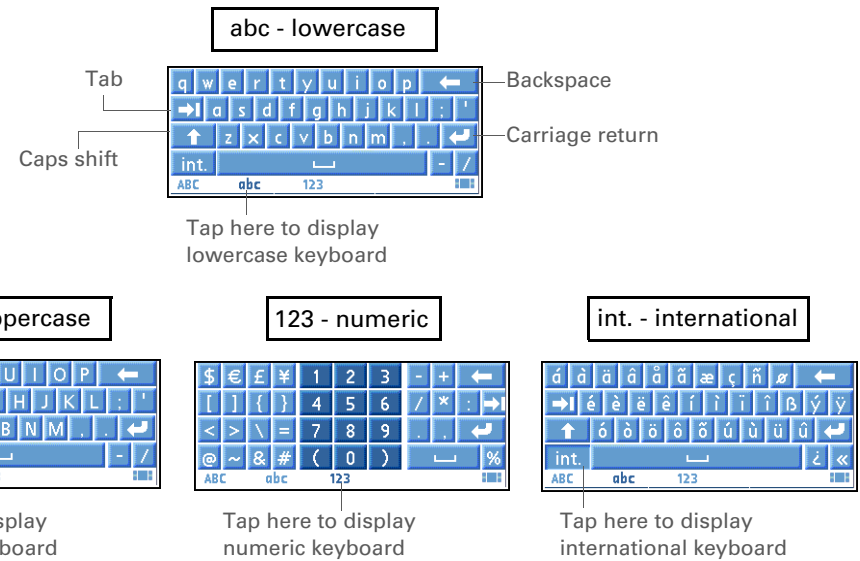 abc - lowercase
Tab
Backspace
q w e r t y u i o p
a s d f g h j k l : '
z x c v b n m , .
Carriage return
Caps shift
int. - /
ABC abc 123
Tap here to display
lowercase keyboard
percase
123 - numeric
int. - international
U I O P
H J K L : '
B N M , .
- /
$ € £ ¥ 1 2 3 - +
[ ] { } 4 5 6 / * :
< > \ = 7 8 9 . ,
@ ~ & # ( 0 ) %
ABC abc 123
á à ä â å ã æ ç ñ ø
é è ë ê í ì ï î ß ý ÿ
ó ò ö ô õ ú ù ü û
int. ¿ «
ABC abc 123
splay
board
Tap here to display
numeric keyboard
Tap here to display
international keyboard